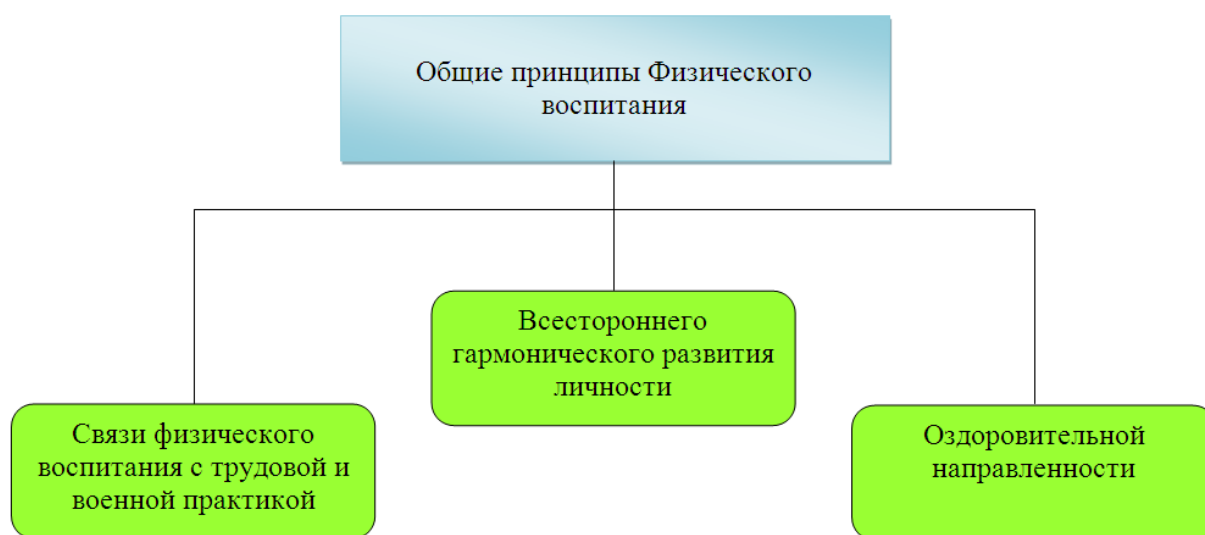 Общие принципы Физического
воспитания
Всестороннего
гармонического развития
личности
Связи физического
воспитания с трудовой и
военной практикой
Оздоровительной
направленности